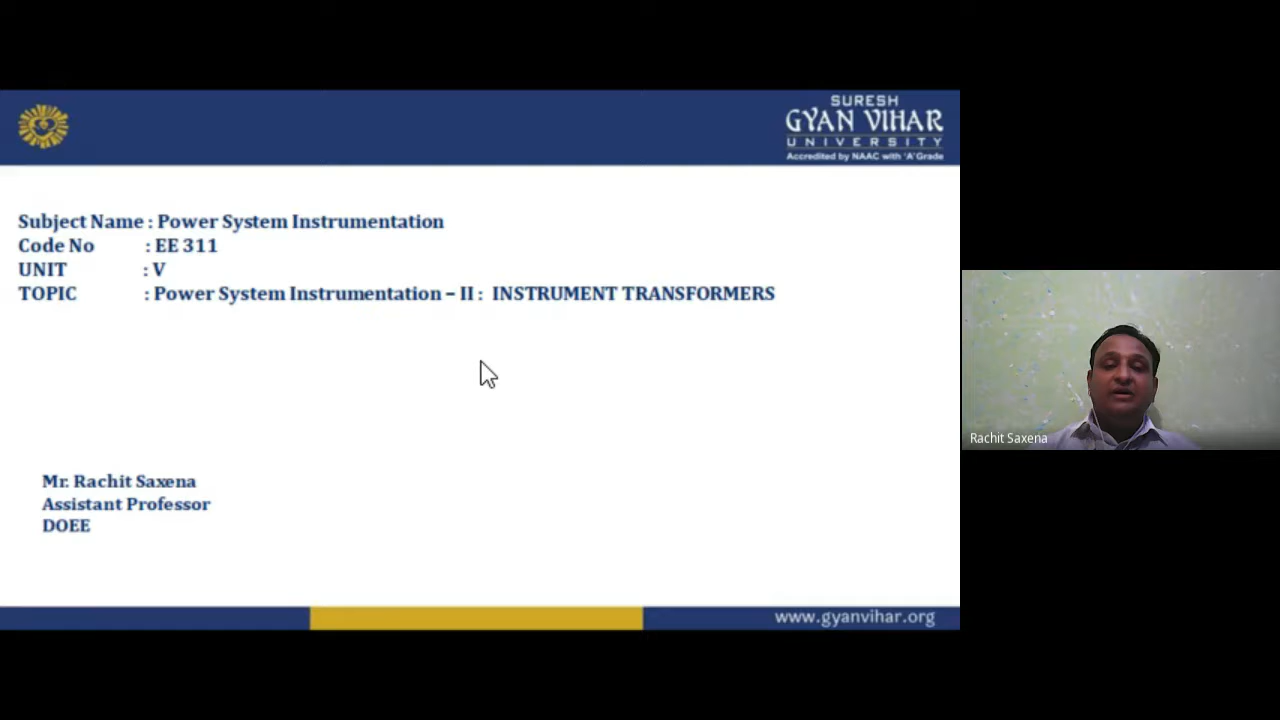 SURESH
GYAN VIHAR
UNIVERSITY
Accredited by NAAC with 'A' Grade
Subject Name : Power System Instrumentation
Code No : EE 311
UNIT : V
TOPIC : Power System Instrumentation – II : INSTRUMENT TRANSFORMERS
Rachit Saxena
Mr. Rachit Saxena
Assistant Professor
DOEE
www.gyanvihar.org